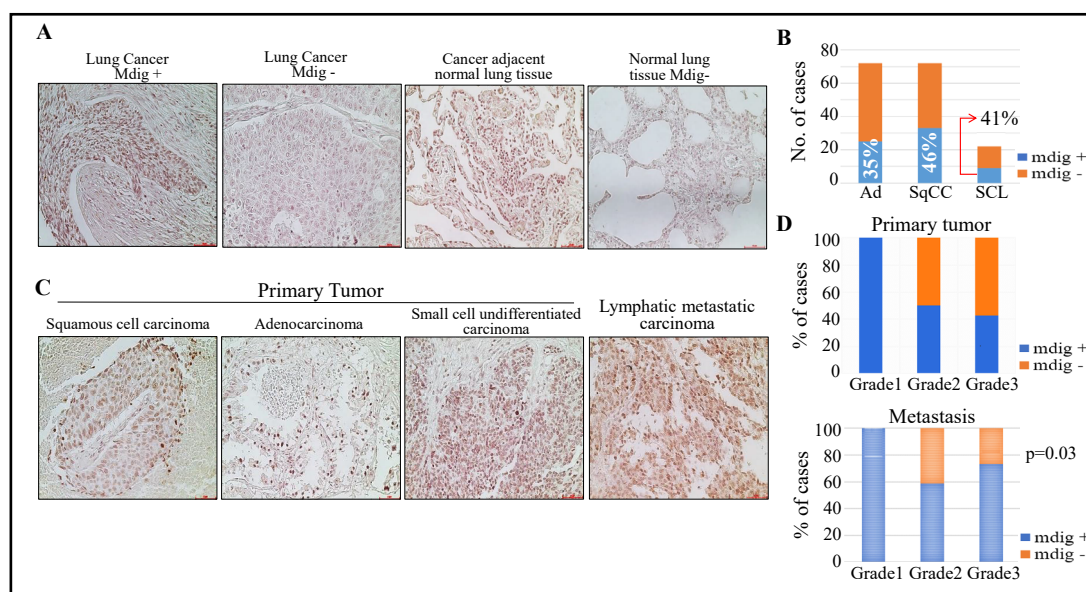 A
Lung Cancer
Mdig +
Lung Cancer
Mdig -
Cancer adjacent
normal lung tissue
Normal lung
tissue Mdig-
B
No. of cases
80
60
40
20
0
35%
46%
41%
Ad
SqCC
SCL
mdig +
mdig -
C
Primary Tumor
Squamous cell carcinoma
Adenocarcinoma
Small cell undifferentiated
carcinoma
Lymphatic metastatic
carcinoma
D
Primary tumor
% of cases
100
80
60
40
20
0
Grade1
Grade2
Grade3
mdig +
mdig -
Metastasis
% of cases
100
80
60
40
20
0
p=0.03
Grade1
Grade2
Grade3
mdig +
mdig -